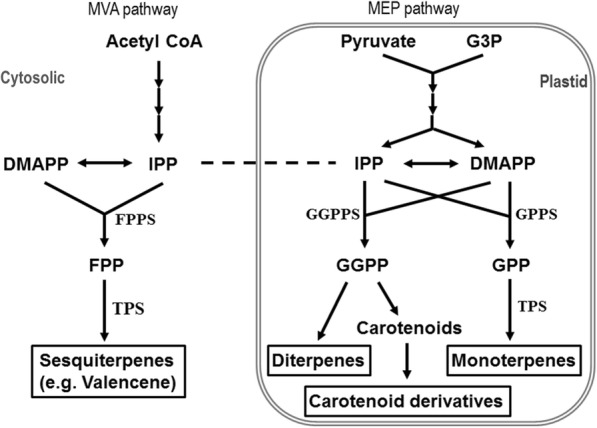 MVA pathway
MEP pathway
Acetyl CoA
Pyruvate G3P
Cytosolic
Plastid
DMAPP IPP
IPP DMAPP
FPPS
GGPPS GPPS
FPP
GGPP GPP
TPS
TPS
Carotenoids
Sesquiterpenes
(e.g. Valencene)
Diterpenes
Monoterpenes
Carotenoid derivatives